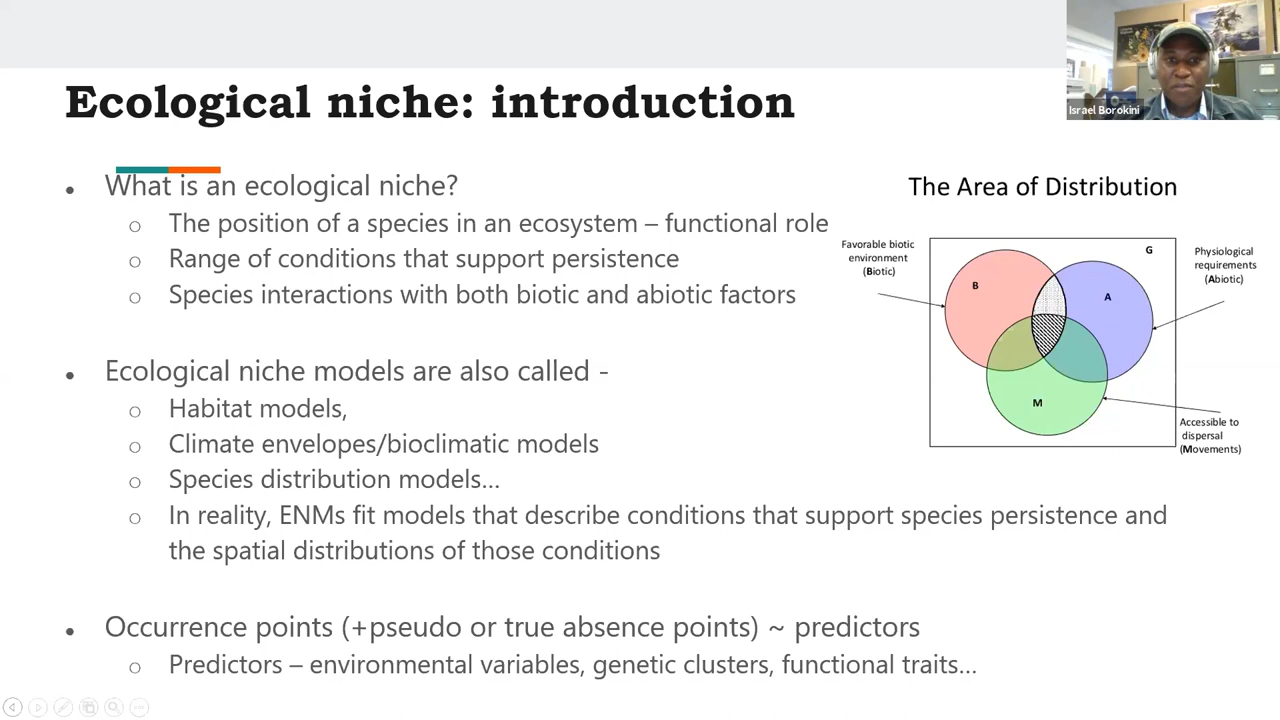 Israel Borokini
Ecological niche: introduction
• What is an ecological niche?
○ The position of a species in an ecosystem – functional role
○ Range of conditions that support persistence
○ Species interactions with both biotic and abiotic factors
• Ecological niche models are also called -
○ Habitat models,
○ Climate envelopes/bioclimatic models
○ Species distribution models…
○ In reality, ENMs fit models that describe conditions that support species persistence and
the spatial distributions of those conditions
• Occurrence points (+pseudo or true absence points) ~ predictors
○ Predictors – environmental variables, genetic clusters, functional traits…
The Area of Distribution
Favorable biotic
environment
(Biotic)
G
B
A
M
Physiological
requirements
(Abiotic)
Accessible to
dispersal
(Movements)